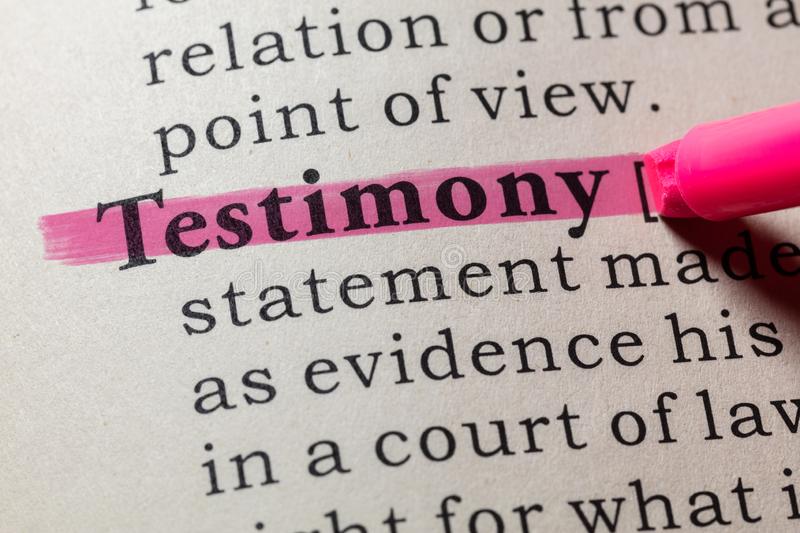 relation or from a
point of view.
Testimony [
statement made
as evidence his
in a court of law
for what i